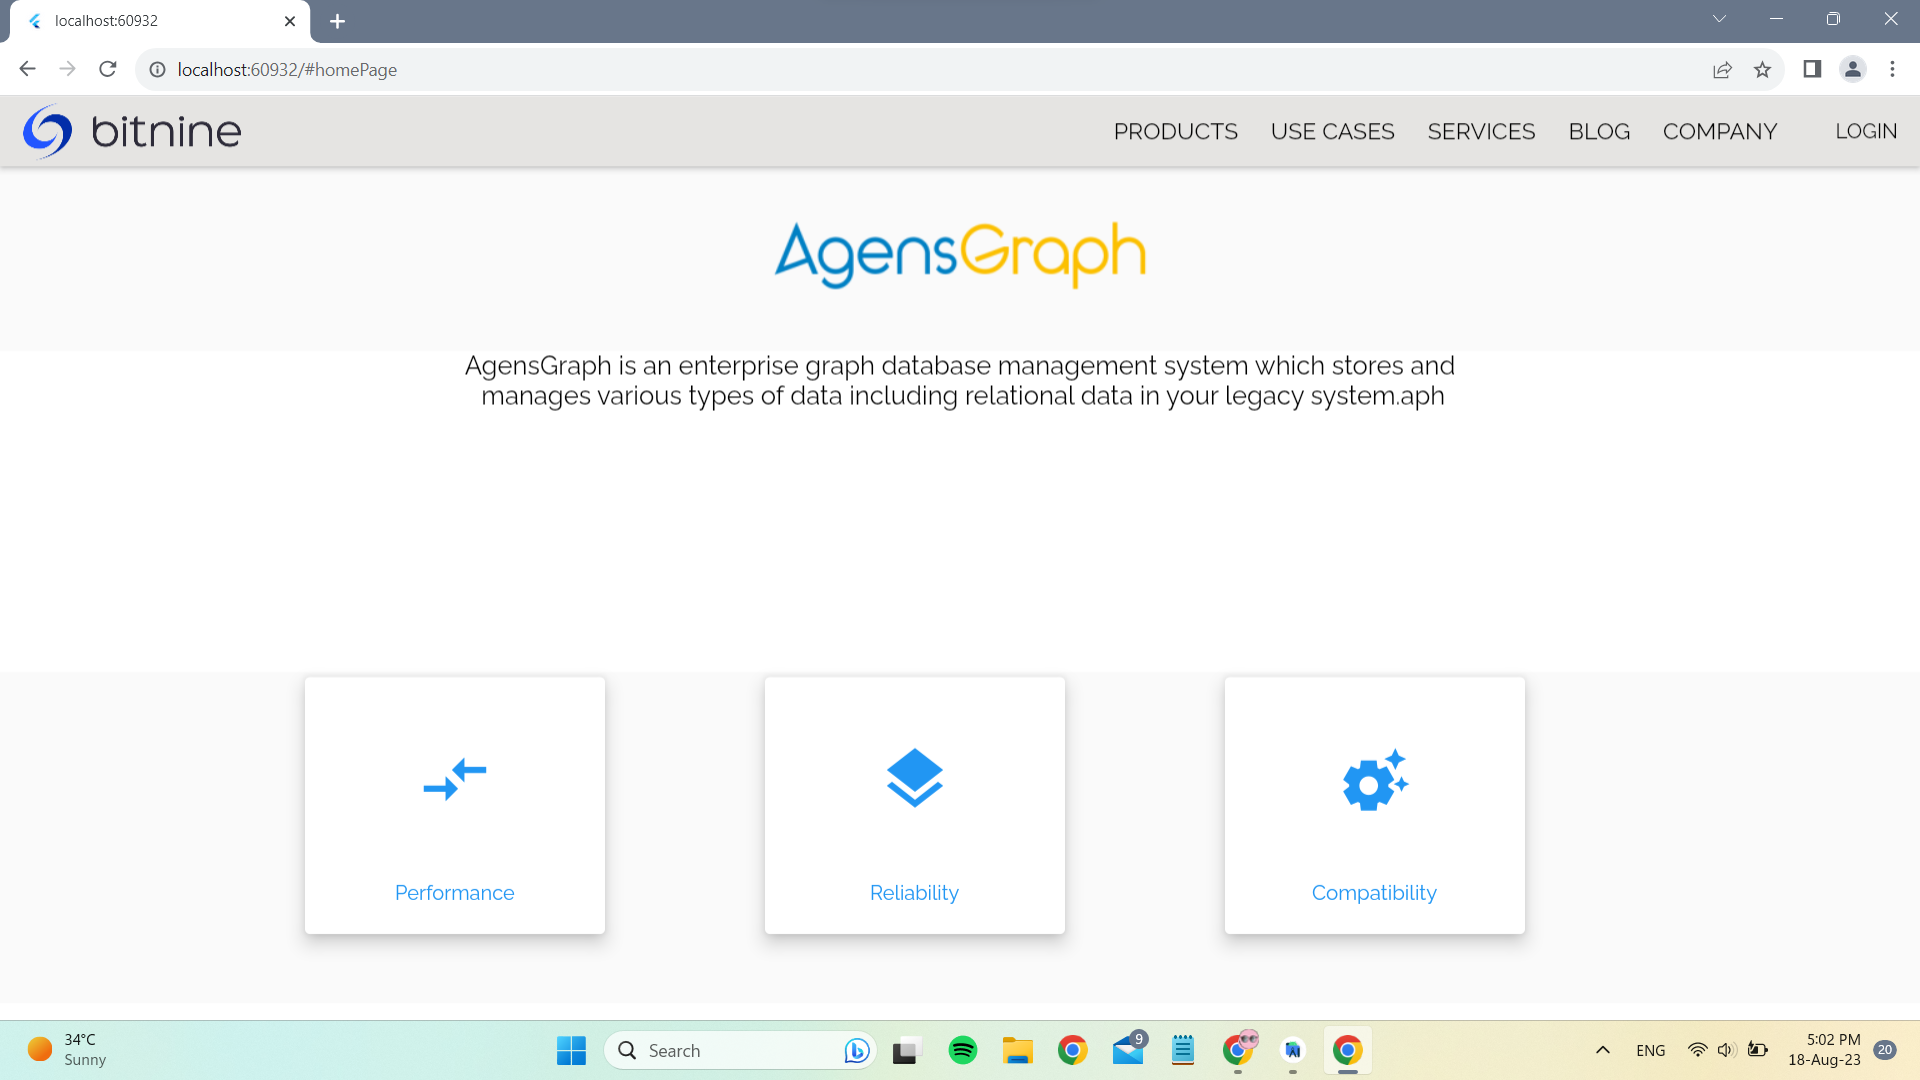 localhost:60932
localhost:60932/#homePage
bitnine
PRODUCTS USE CASES SERVICES BLOG COMPANY LOGIN
AgensGraph
AgensGraph is an enterprise graph database management system which stores and
manages various types of data including relational data in your legacy system.aph
Performance
Reliability
Compatibility
34°C
Sunny
Search
9
ENG
5:02 PM
18-Aug-23
20